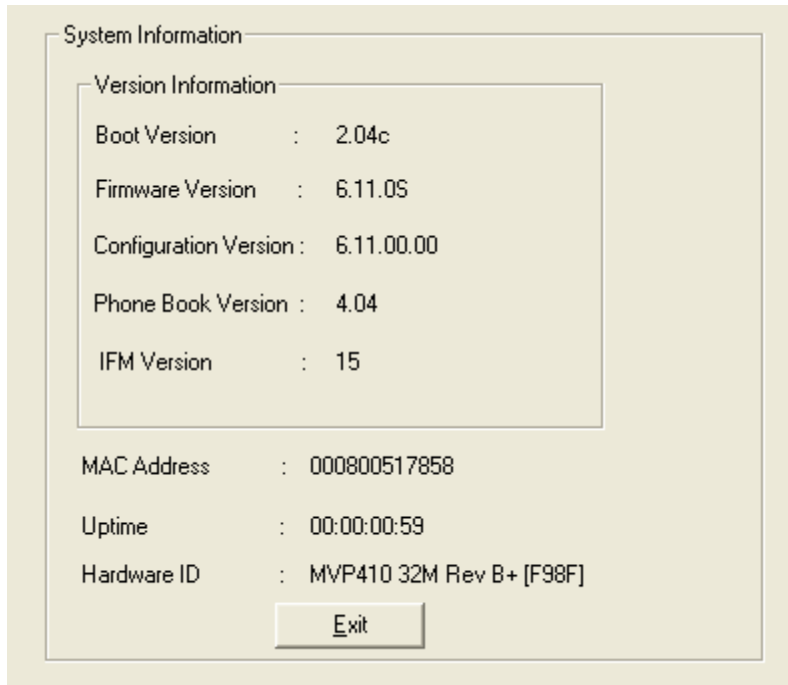 System Information
Version Information
Boot Version : 2.04c
Firmware Version : 6.11.0S
Configuration Version : 6.11.00.00
Phone Book Version : 4.04
IFM Version : 15
MAC Address : 000800517858
Uptime : 00:00:00:59
Hardware ID : MVP410 32M Rev B+ [F98F]
Exit